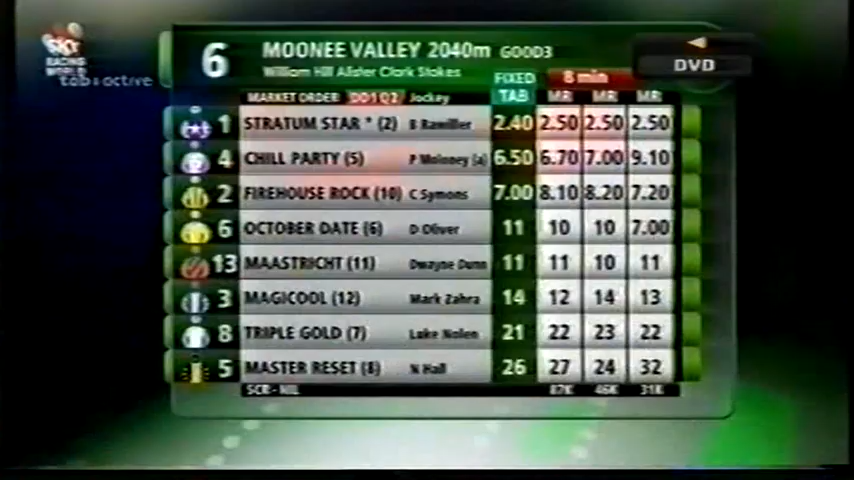 SKY
RACING
WORLD
tab•active
6 MOONEE VALLEY 2040m GOOD3
William Hill Alister Clark Stakes
DVD
FIXED 8 min
MARKET ORDER DD1 Q2 Jockey TAB MR MR MR
1 STRATUM STAR * (2) B Rawiller 2.40 2.50 2.50 2.50
4 CHILL PARTY (5) P Moloney (a) 6.50 6.70 7.00 9.10
2 FIREHOUSE ROCK (10) C Symons 7.00 8.10 8.20 7.20
6 OCTOBER DATE (6) D Oliver 11 10 10 7.00
13 MAASTRICHT (11) Dwayne Dunn 11 11 10 11
3 MAGICOOL (12) Mark Zahra 14 12 14 13
8 TRIPLE GOLD (7) Luke Nolen 21 22 23 22
5 MASTER RESET (8) N Hall 26 27 24 32
SCR - NIL 87K 46K 31K